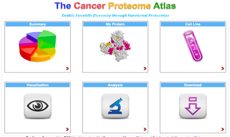 The Cancer Proteome Atlas
Enable Scientific Discovery through Functional Proteomics
Summary
My Protein
Cell Line
Visualization
Analysis
Download